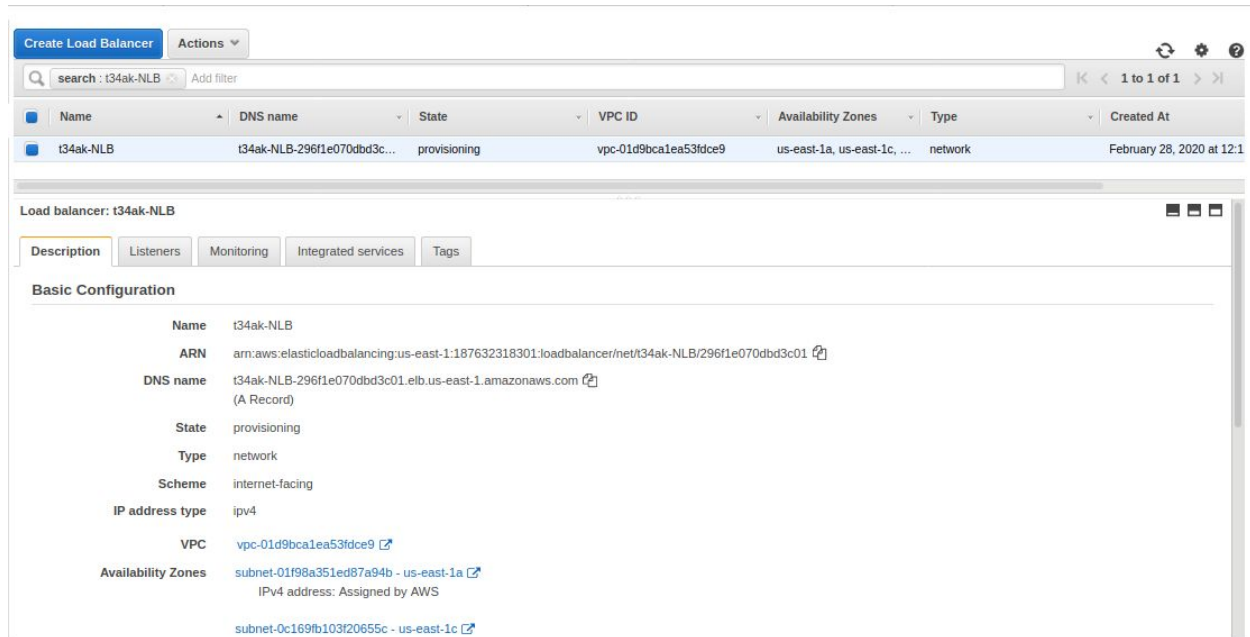 Create Load Balancer Actions
search : t34ak-NLB Add filter 1 to 1 of 1
Name DNS name State VPC ID Availability Zones Type Created At
t34ak-NLB t34ak-NLB-296f1e070dbd3c... provisioning vpc-01d9bca1ea53fdce9 us-east-1a, us-east-1c, ... network February 28, 2020 at 12:1
Load balancer: t34ak-NLB
Description Listeners Monitoring Integrated services Tags
Basic Configuration
Name t34ak-NLB
ARN arn:aws:elasticloadbalancing:us-east-1:187632318301:loadbalancer/net/t34ak-NLB/296f1e070dbd3c01
DNS name t34ak-NLB-296f1e070dbd3c01.elb.us-east-1.amazonaws.com
(A Record)
State provisioning
Type network
Scheme internet-facing
IP address type ipv4
VPC vpc-01d9bca1ea53fdce9
Availability Zones subnet-01f98a351ed87a94b - us-east-1a
IPv4 address: Assigned by AWS
subnet-0c169fb103f20655c - us-east-1c